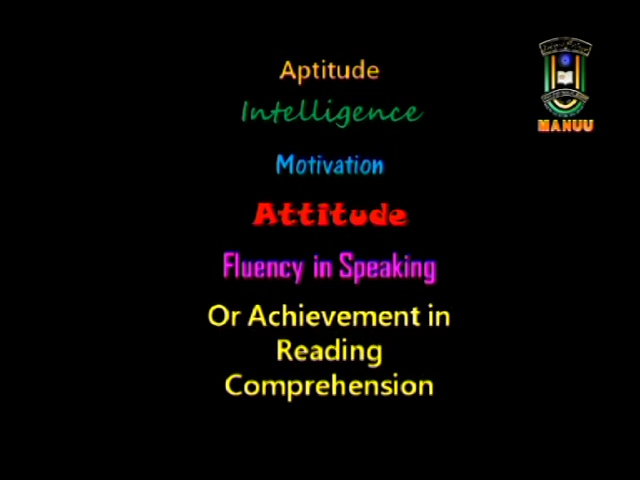 Aptitude
Intelligence
Motivation
Attitude
Fluency in Speaking
Or Achievement in
Reading
Comprehension
MANUU